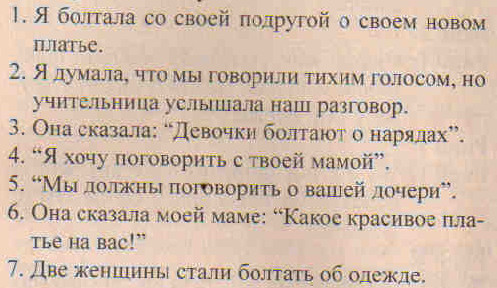 1. Я болтала со своей подругой о своем новом
платье.
2. Я думала, что мы говорили тихим голосом, но
учительница услышала наш разговор.
3. Она сказала: “Девочки болтают о нарядах”.
4. “Я хочу поговорить с твоей мамой”.
5. “Мы должны поговорить о вашей дочери”.
6. Она сказала моей маме: “Какое красивое пла-
тье на вас!”
7. Две женщины стали болтать об одежде.